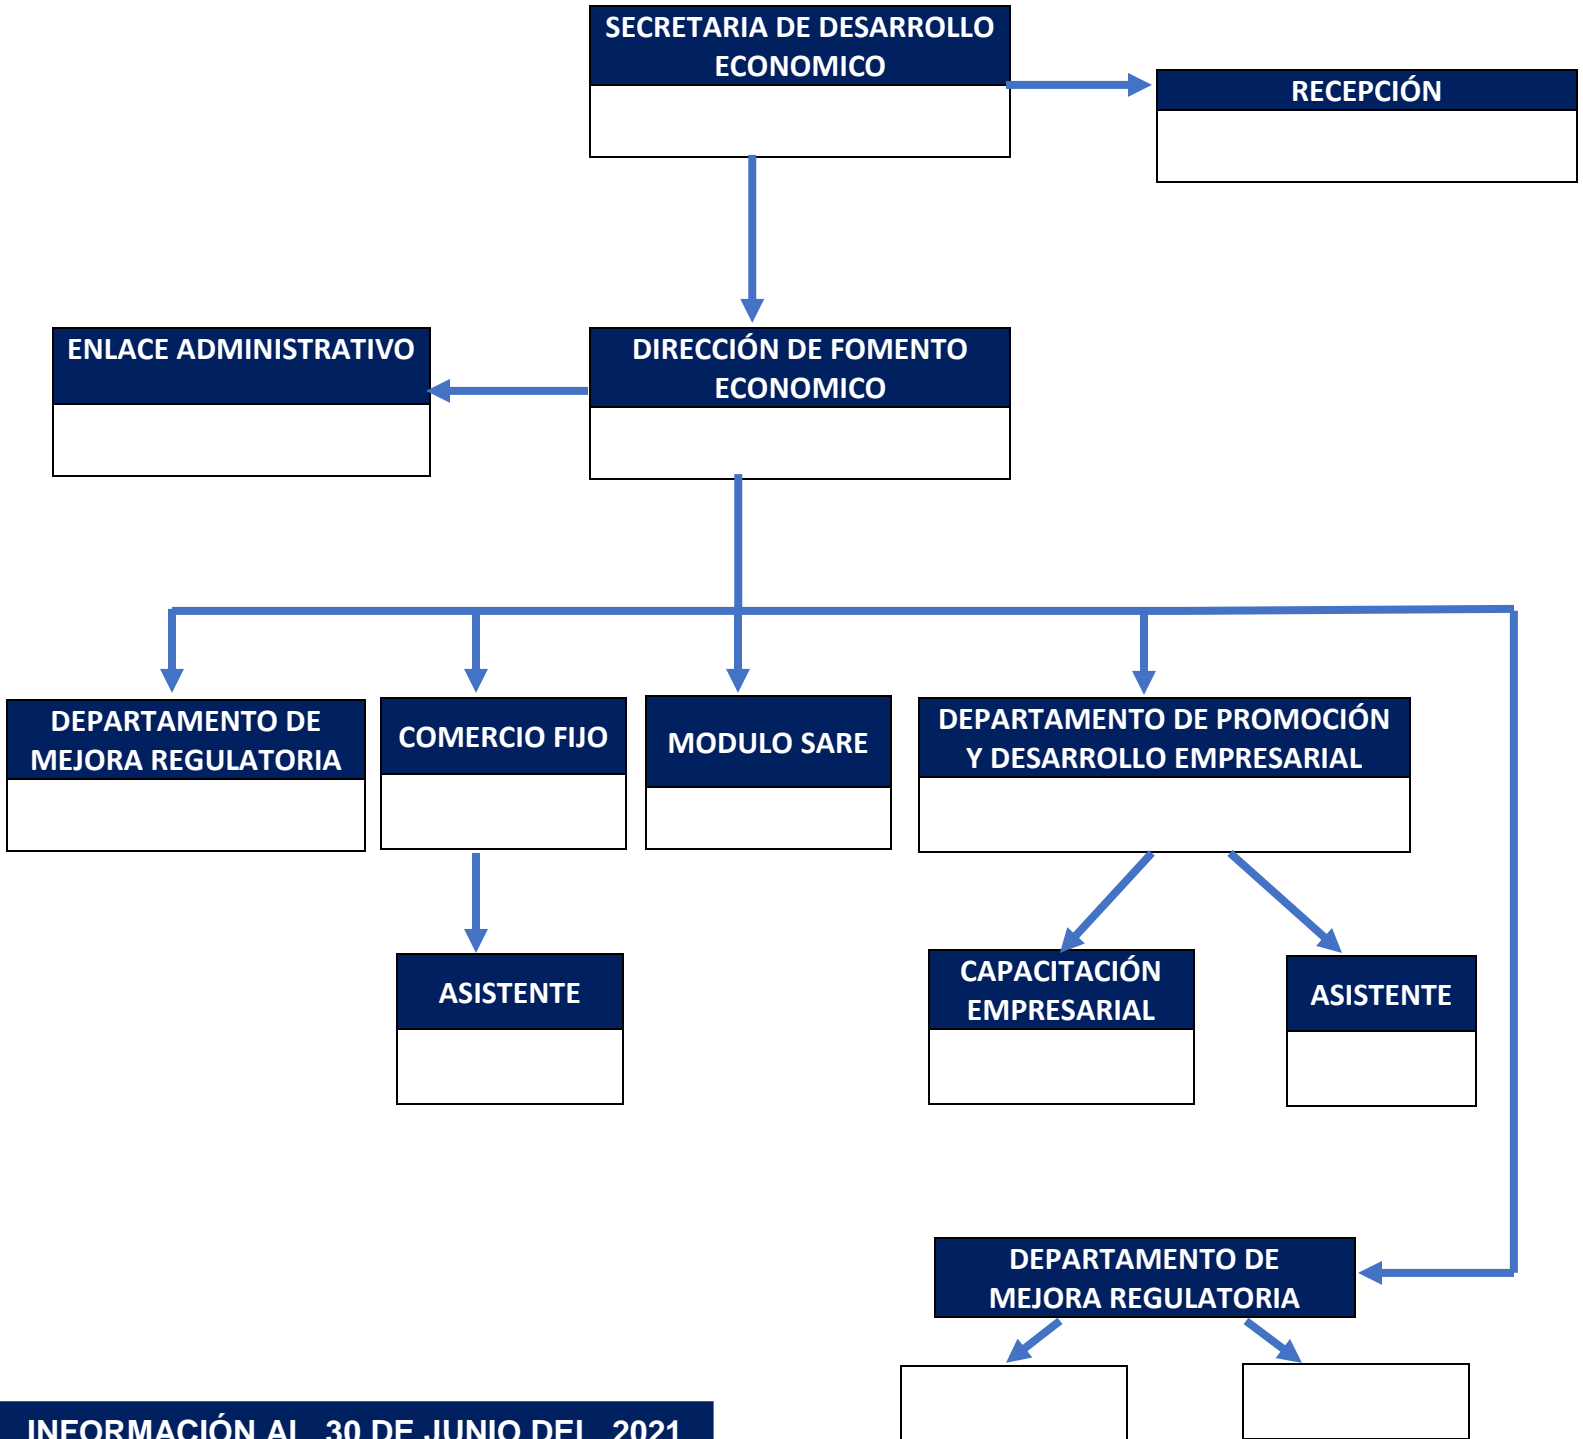 SECRETARIA DE DESARROLLO
ECONOMICO
RECEPCIÓN
ENLACE ADMINISTRATIVO
DIRECCIÓN DE FOMENTO
ECONOMICO
DEPARTAMENTO DE
MEJORA REGULATORIA
COMERCIO FIJO
MODULO SARE
DEPARTAMENTO DE PROMOCIÓN
Y DESARROLLO EMPRESARIAL
ASISTENTE
CAPACITACIÓN
EMPRESARIAL
ASISTENTE
DEPARTAMENTO DE
MEJORA REGULATORIA
INFORMACIÓN AL 30 DE JUNIO DEL 2021